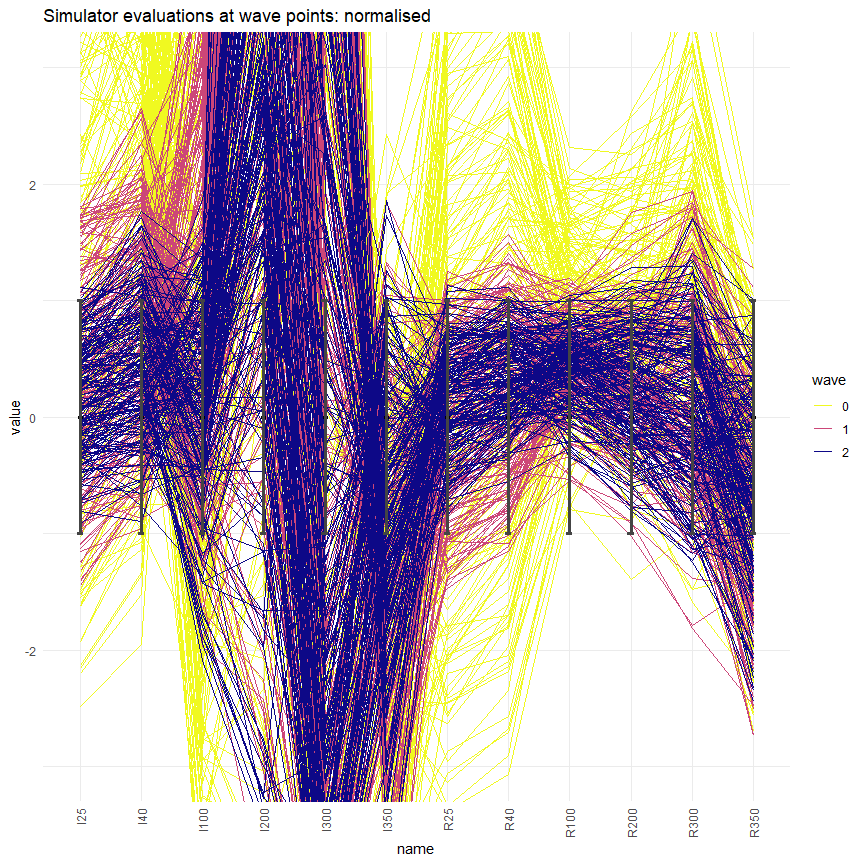 Simulator evaluations at wave points: normalised
2
0
-2
value
I25
I40
I100
I200
I300
I350
R25
R40
R100
R200
R300
R350
name
wave
0
1
2